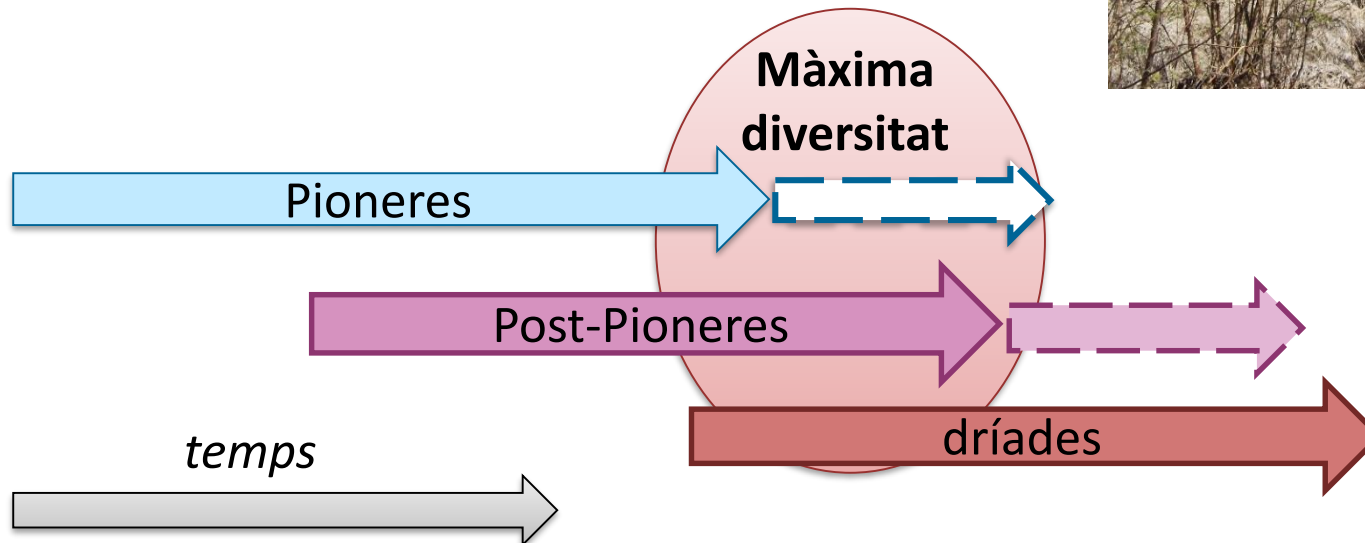 Màxima
diversitat
Pioneres
Post-Pioneres
dríades
temps